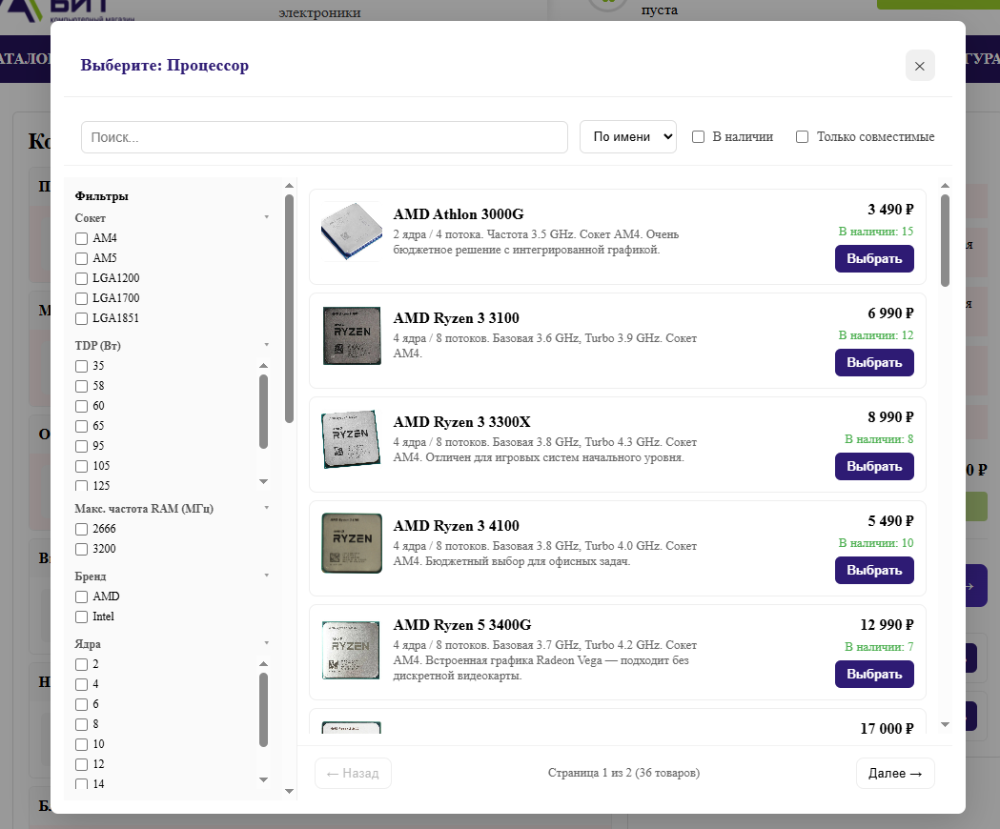 БИТ
компьютерный магазин
электроники
пуста
Выберите: Процессор
×
Поиск...
По имени
В наличии
Только совместимые
Фильтры
Сокет
AM4
AM5
LGA1200
LGA1700
LGA1851
TDP (Вт)
35
58
60
65
95
105
125
Макс. частота RAM (МГц)
2666
3200
Бренд
AMD
Intel
Ядра
2
4
6
8
10
12
14
AMD Athlon 3000G
2 ядра / 4 потока. Частота 3.5 GHz. Сокет AM4. Очень
бюджетное решение с интегрированной графикой.
3 490 ₽
В наличии: 15
Выбрать
RYZEN
AMD Ryzen 3 3100
4 ядра / 8 потоков. Базовая 3.6 GHz, Turbo 3.9 GHz. Сокет
AM4.
6 990 ₽
В наличии: 12
Выбрать
RYZEN
AMD Ryzen 3 3300X
4 ядра / 8 потоков. Базовая 3.8 GHz, Turbo 4.3 GHz. Сокет
AM4. Отличен для игровых систем начального уровня.
8 990 ₽
В наличии: 8
Выбрать
RYZEN
AMD Ryzen 3 4100
4 ядра / 8 потоков. Базовая 3.8 GHz, Turbo 4.0 GHz. Сокет
AM4. Бюджетный выбор для офисных задач.
5 490 ₽
В наличии: 10
Выбрать
RYZEN
AMD Ryzen 5 3400G
4 ядра / 8 потоков. Базовая 3.7 GHz, Turbo 4.2 GHz. Сокет
AM4. Встроенная графика Radeon Vega — подходит без
дискретной видеокарты.
12 990 ₽
В наличии: 7
Выбрать
17 000 ₽
← Назад
Страница 1 из 2 (36 товаров)
Далее →